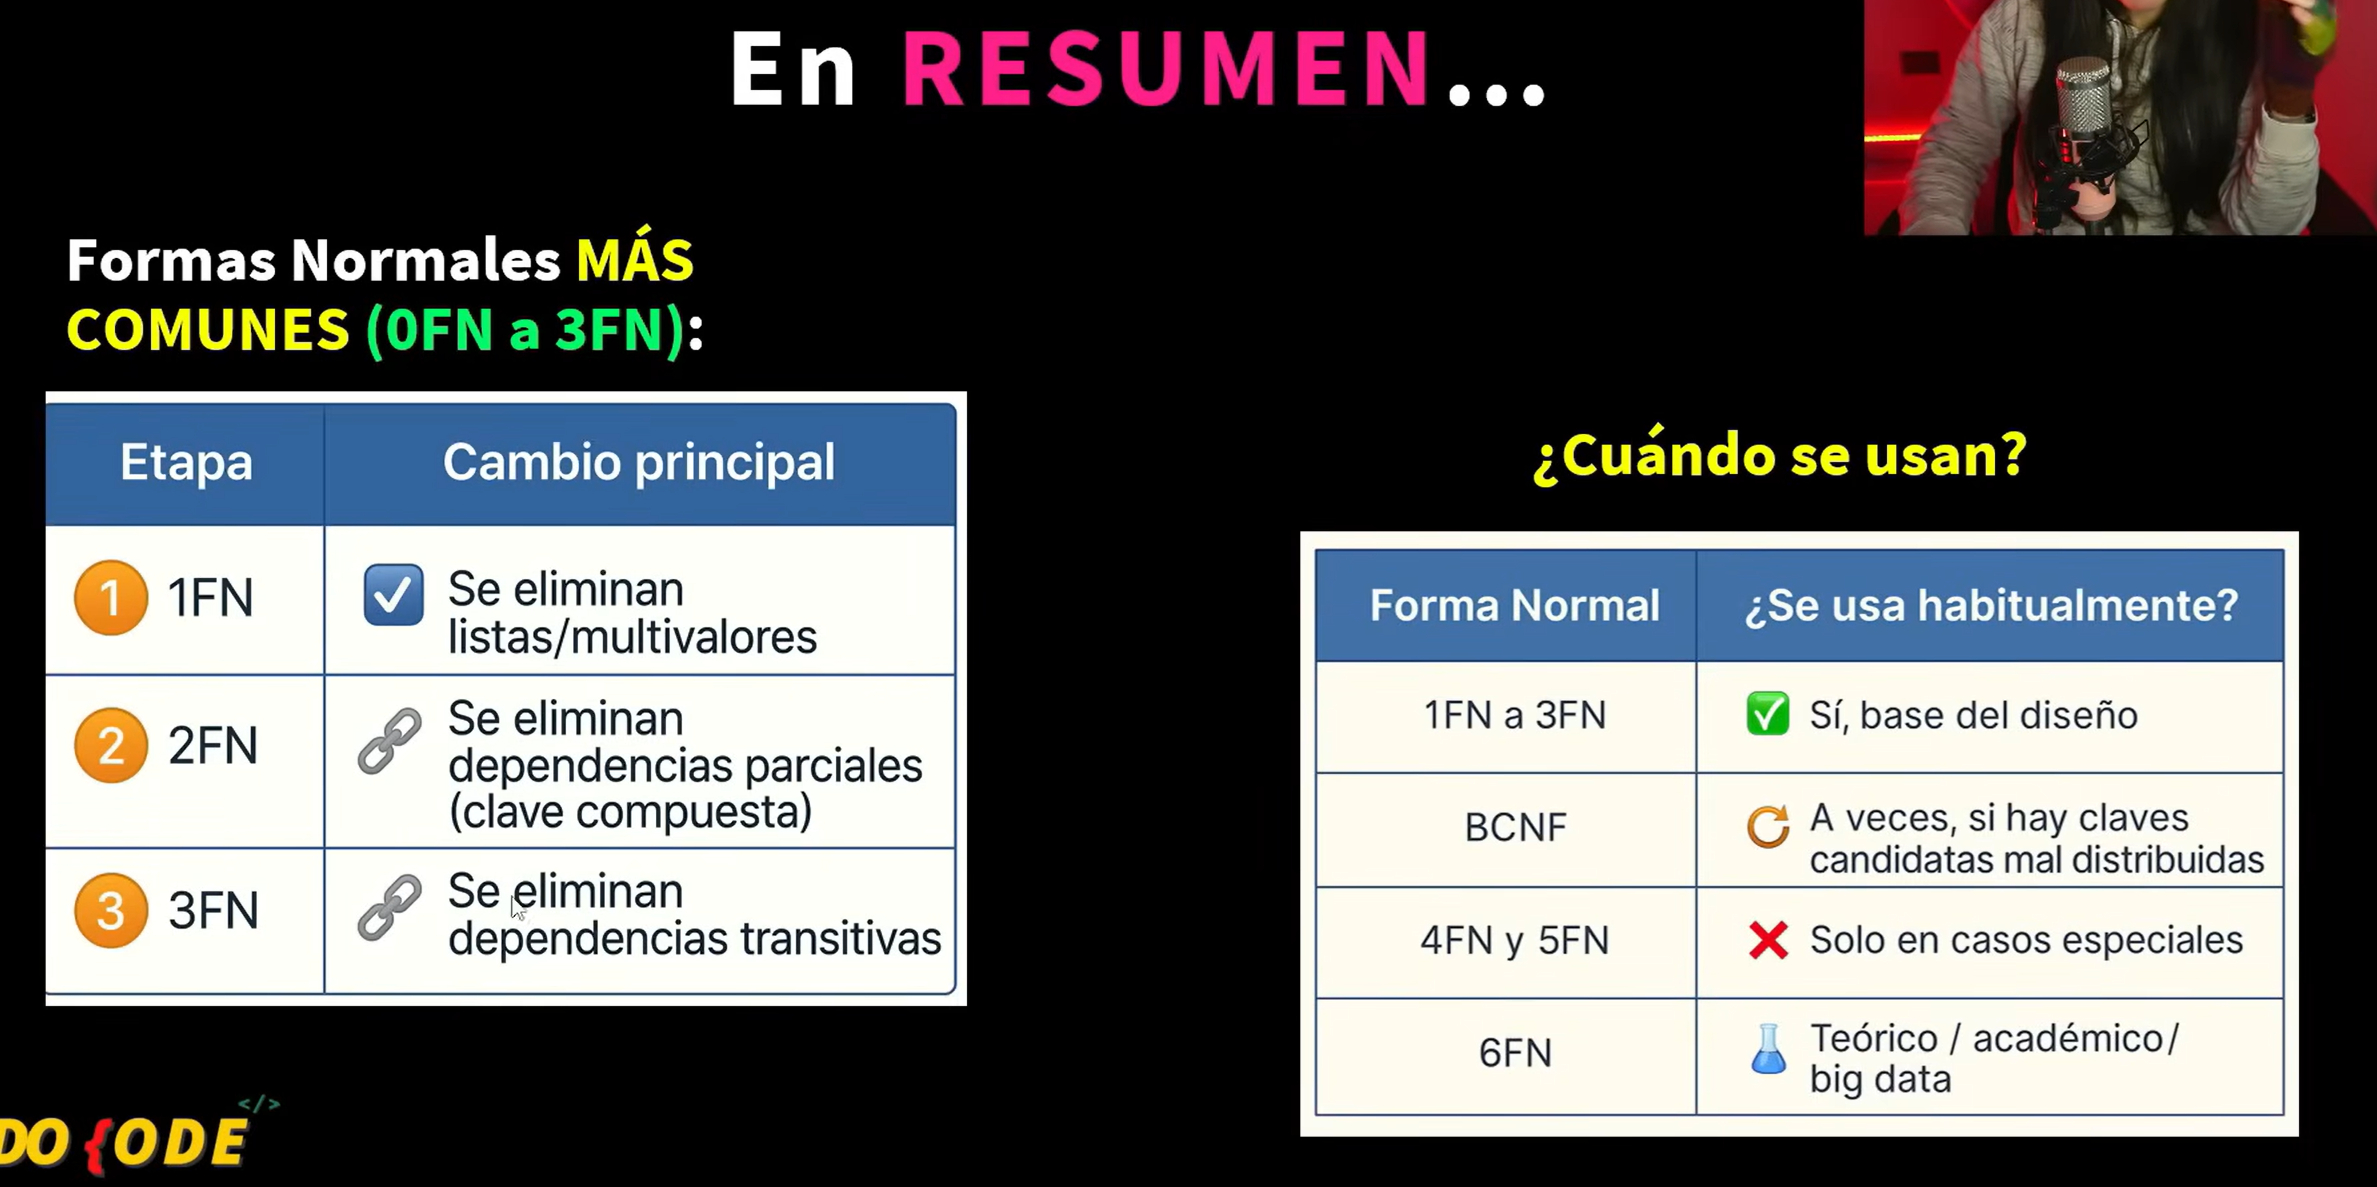 En RESUMEN...
Formas Normales MÁS
COMUNES (0FN a 3FN):
Etapa
Cambio principal
1 1FN
Se eliminan
listas/multivalores
2 2FN
Se eliminan
dependencias parciales
(clave compuesta)
3 3FN
Se eliminan
dependencias transitivas
¿Cuándo se usan?
Forma Normal
¿Se usa habitualmente?
1FN a 3FN
Sí, base del diseño
BCNF
A veces, si hay claves
candidatas mal distribuidas
4FN y 5FN
Solo en casos especiales
6FN
Teórico / académico/
big data
DO {ODE
</>